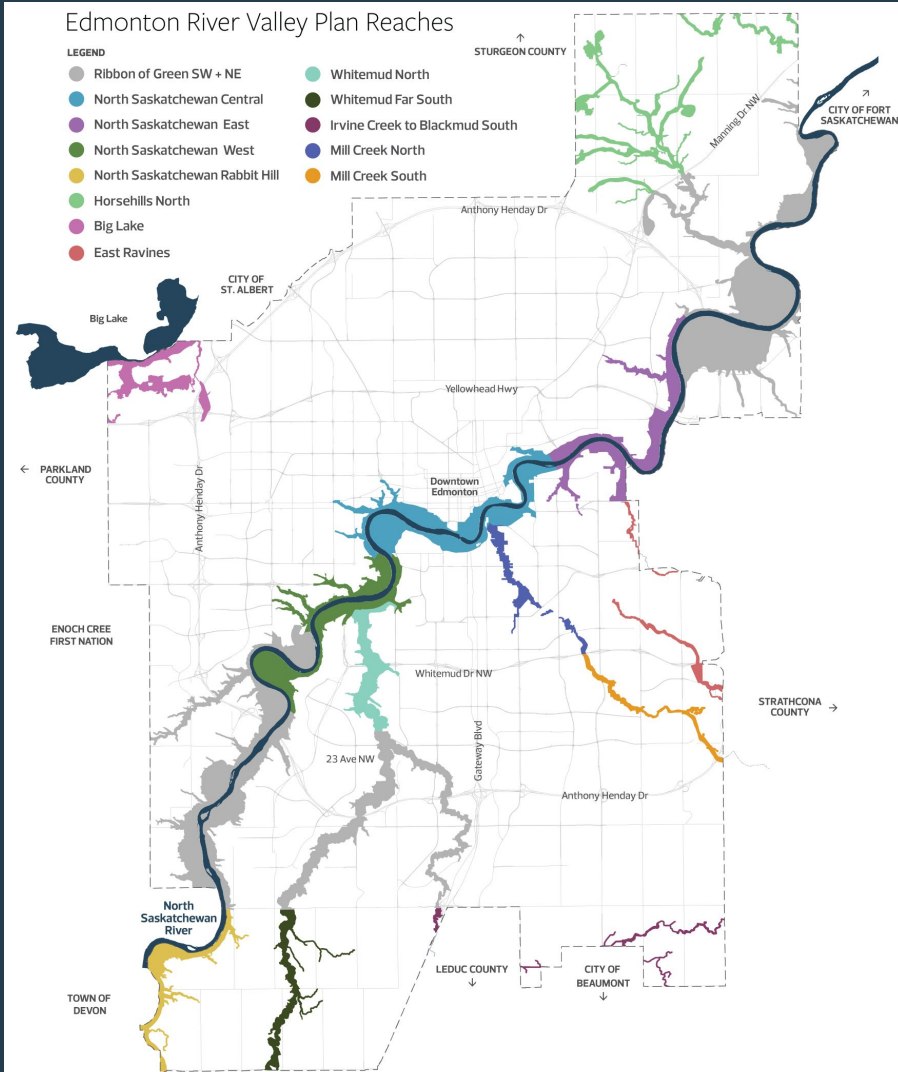 Edmonton River Valley Plan Reaches
LEGEND
Ribbon of Green SW + NE
North Saskatchewan Central
North Saskatchewan East
North Saskatchewan West
North Saskatchewan Rabbit Hill
Horsehills North
Big Lake
East Ravines
Whitemud North
Whitemud Far South
Irvine Creek to Blackmud South
Mill Creek North
Mill Creek South
↑
STURGEON COUNTY
Manning Dr NW
↗
CITY OF FORT
SASKATCHEWAN
Anthony Henday Dr
CITY OF
ST. ALBERT
Big Lake
Yellowhead Hwy
← PARKLAND
COUNTY
Anthony Henday Dr
Downtown
Edmonton
ENOCH CREE
FIRST NATION
Whitemud Dr NW
STRATHCONA
COUNTY →
Gateway Blvd
23 Ave NW
Anthony Henday Dr
North
Saskatchewan
River
LEDUC COUNTY
↓
CITY OF
BEAUMONT
↓
TOWN OF
DEVON